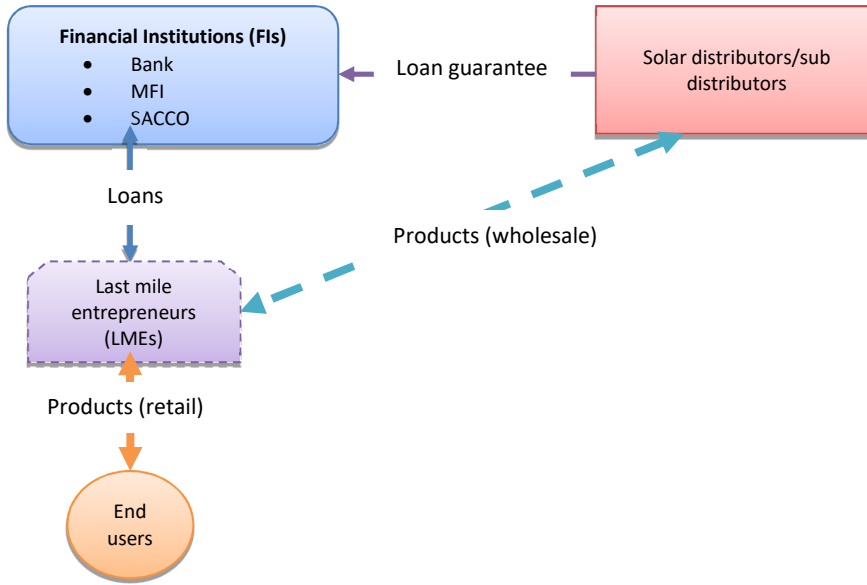 Financial Institutions (FIs)
• Bank
• MFI
• SACCO
Loan guarantee
Solar distributors/sub
distributors
Loans
Products (wholesale)
Last mile
entrepreneurs
(LMEs)
Products (retail)
End
users